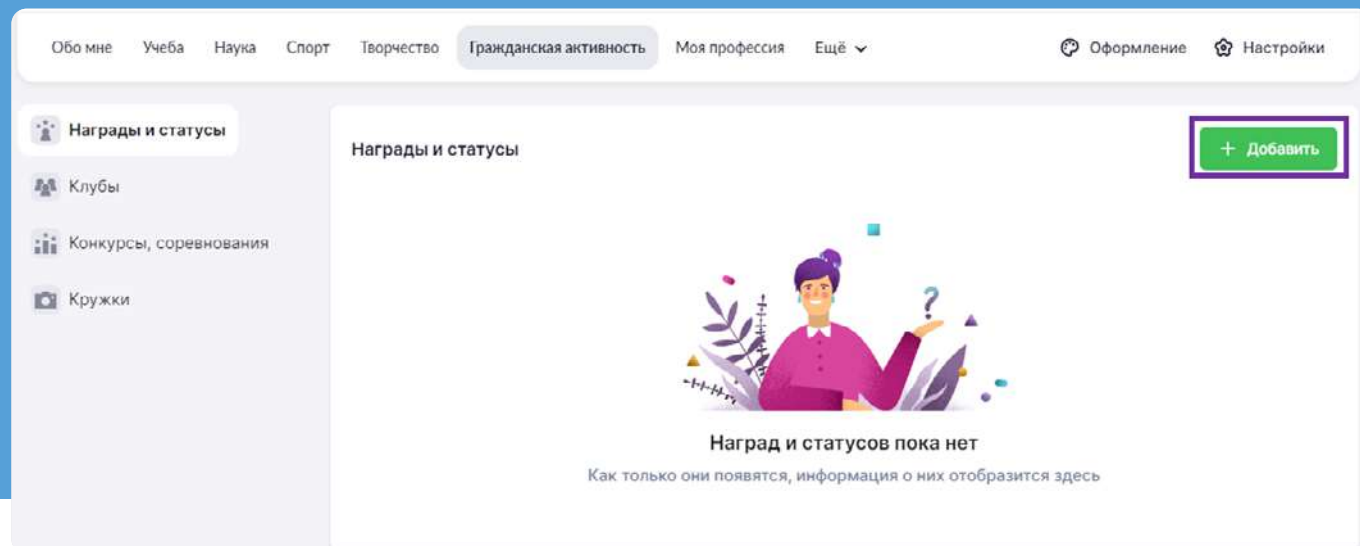 Обо мне Учеба Наука Спорт Творчество Гражданская активность Моя профессия Ещё Оформление Настройки
Награды и статусы
Клубы
Конкурсы, соревнования
Кружки
Награды и статусы
+ Добавить
?
Наград и статусов пока нет
Как только они появятся, информация о них отобразится здесь